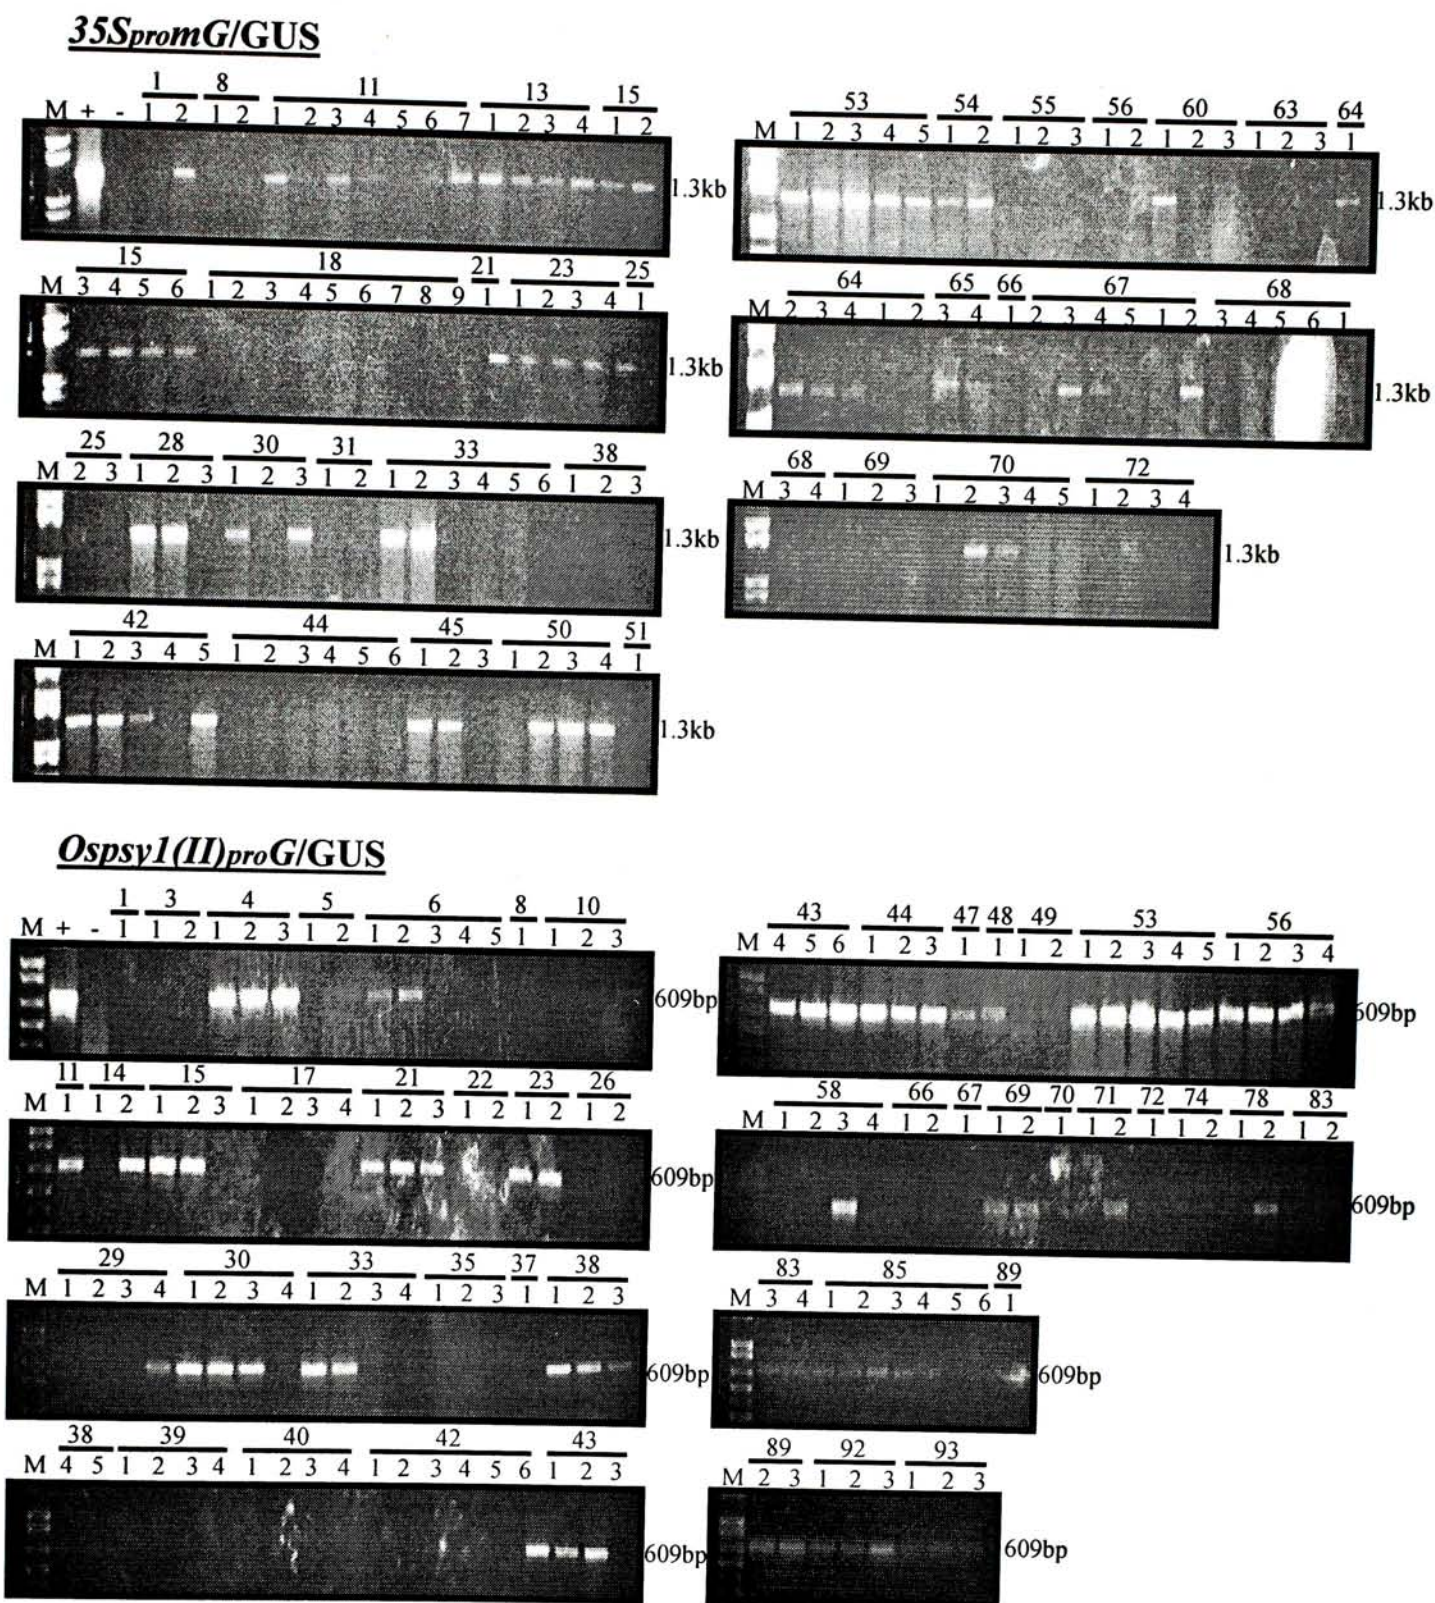 35SpromG/GUS
1 8 11 13 15
M + - 1 2 1 2 1 2 3 4 5 6 7 1 2 3 4 1 2
1.3kb
15 18 21 23 25
M 3 4 5 6 1 2 3 4 5 6 7 8 9 1 1 2 3 4 1
1.3kb
25 28 30 31 33 38
M 2 3 1 2 3 1 2 3 1 2 1 2 3 4 5 6 1 2 3
1.3kb
42 44 45 50 51
M 1 2 3 4 5 1 2 3 4 5 6 1 2 3 1 2 3 4 1
1.3kb
53 54 55 56 60 63 64
M 1 2 3 4 5 1 2 1 2 3 1 2 1 2 3 1 2 3 1
1.3kb
64 65 66 67 68
M 2 3 4 1 2 3 4 1 2 3 4 5 1 2 3 4 5 6 1
1.3kb
68 69 70 72
M 3 4 1 2 3 1 2 3 4 5 1 2 3 4
1.3kb
Ospsy1(II)proG/GUS
1 3 4 5 6 8 10
M + - 1 1 2 1 2 3 1 2 1 2 3 4 5 1 1 2 3
609bp
11 14 15 17 21 22 23 26
M 1 1 2 1 2 3 1 2 3 4 1 2 3 1 2 1 2 1 2
609bp
29 30 33 35 37 38
M 1 2 3 4 1 2 3 4 1 2 3 4 1 2 3 1 1 2 3
609bp
38 39 40 42 43
M 4 5 1 2 3 4 1 2 3 4 1 2 3 4 5 6 1 2 3
609bp
43 44 47 48 49 53 56
M 4 5 6 1 2 3 1 1 1 2 1 2 3 4 5 1 2 3 4
609bp
58 66 67 69 70 71 72 74 78 83
M 1 2 3 4 1 2 1 1 2 1 1 2 1 1 2 1 2 1 2
609bp
83 85 89
M 3 4 1 2 3 4 5 6 1
609bp
89 92 93
M 2 3 1 2 3 1 2 3
609bp